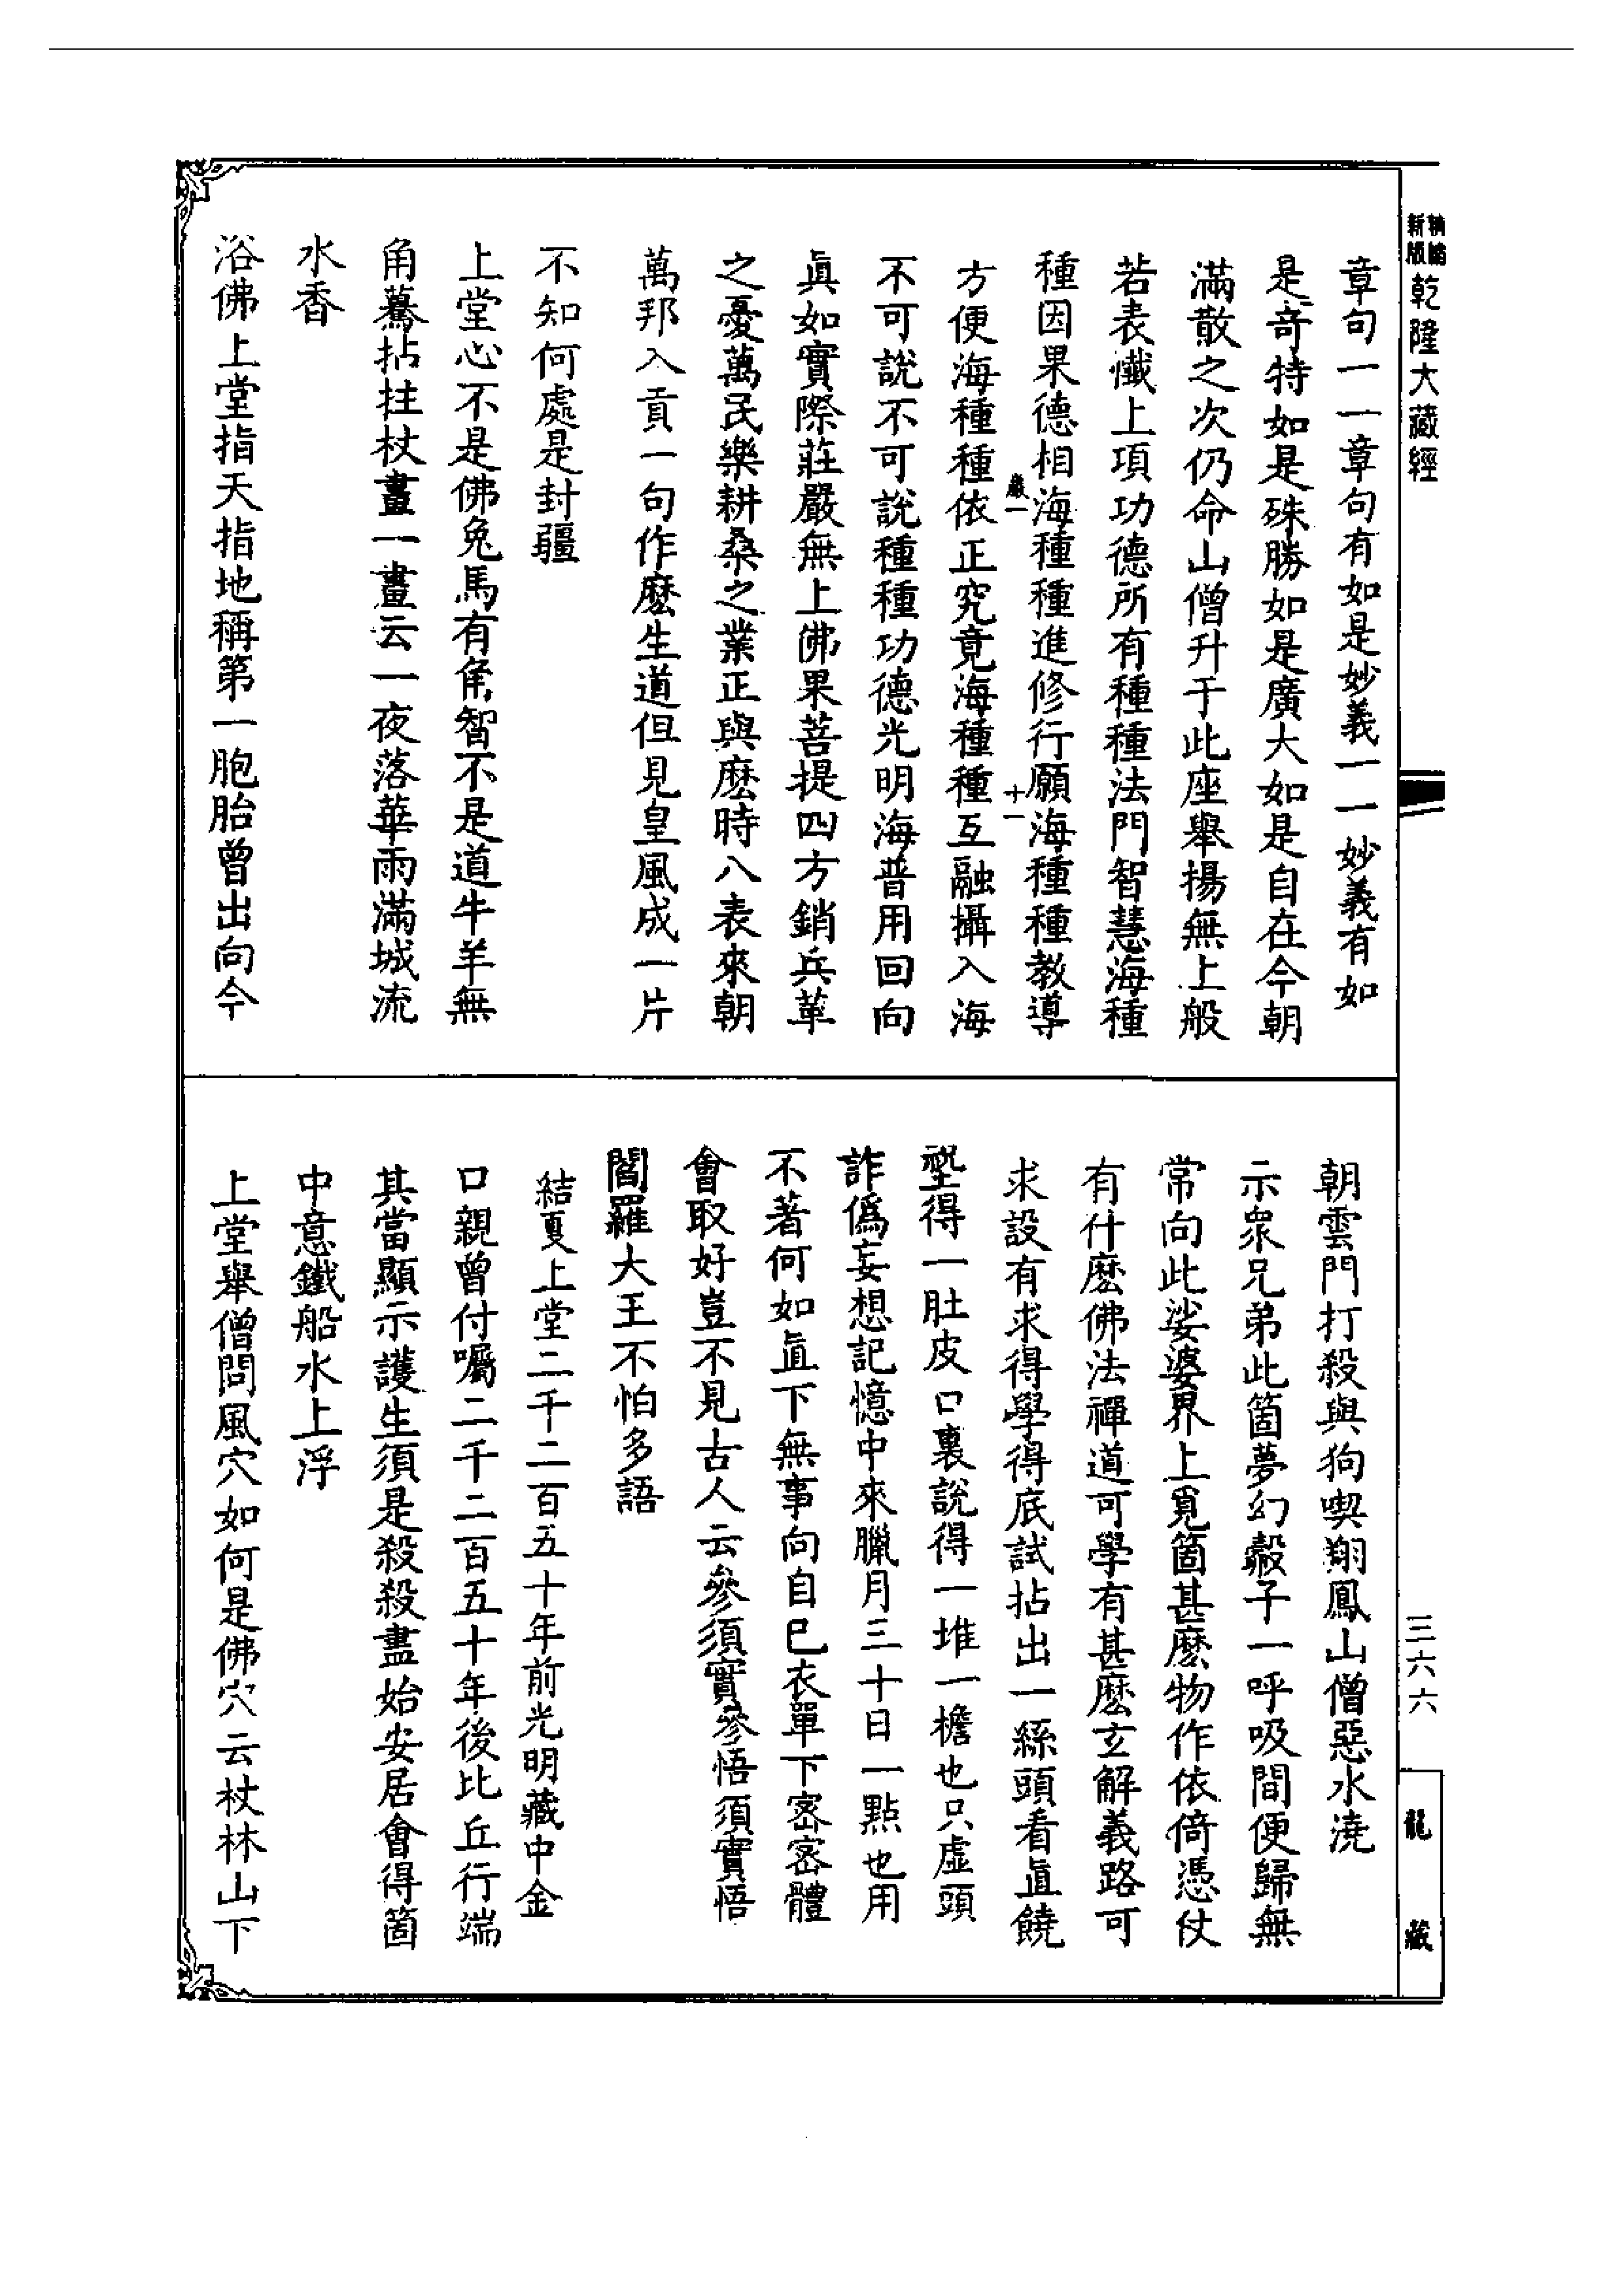 新版
精縮
乾隆大藏經
章句一一章句有如是妙義一一妙義有如
是奇特如是殊勝如是廣大如是自在今朝
滿散之次仍命山僧升于此座舉揚無上般
若表懺上項功德所有種種法門智慧海種
種因果德相海種種進修行願海種種教導
嚴一
十一
方便海種種依正究竟海種種互融攝入海
不可說不可說種種功德光明海普用回向
眞如實際莊嚴無上佛果菩提四方銷兵革
之憂萬民樂耕桑之業正與麽時八表來朝
萬邦入貢一句作麽生道但見皇風成一片
不知何處是封疆
上堂心不是佛兔馬有角智不是道牛羊無
角驀拈拄杖畫一畫云一夜落華雨滿城流
水香
浴佛上堂指天指地稱第一胞胎曾出向今
朝雲門打殺與狗喫翔鳳山僧惡水澆
示衆兄弟此箇夢幻殼子一呼吸間便歸無
常向此娑婆界上覓箇甚麽物作依倚憑仗
有什麽佛法禪道可學有甚麽玄解義路可
求設有求得學得底試拈出一絲頭看直饒
壂得一肚皮口裏說得一堆一檐也只虛頭
詐僞妄想記憶中來臘月三十日一點也用
不著何如直下無事向自已衣單下密密體
會取好豈不見古人云參須實參悟須實悟
閻羅大王不怕多語
結夏上堂二千二百五十年前光明藏中金
口親曾付囑二千二百五十年後比丘行端
其當顯示護生須是殺殺盡始安居會得箇
中意鐵船水上浮
上堂舉僧問風穴如何是佛穴云杖林山下
三六六
龍藏